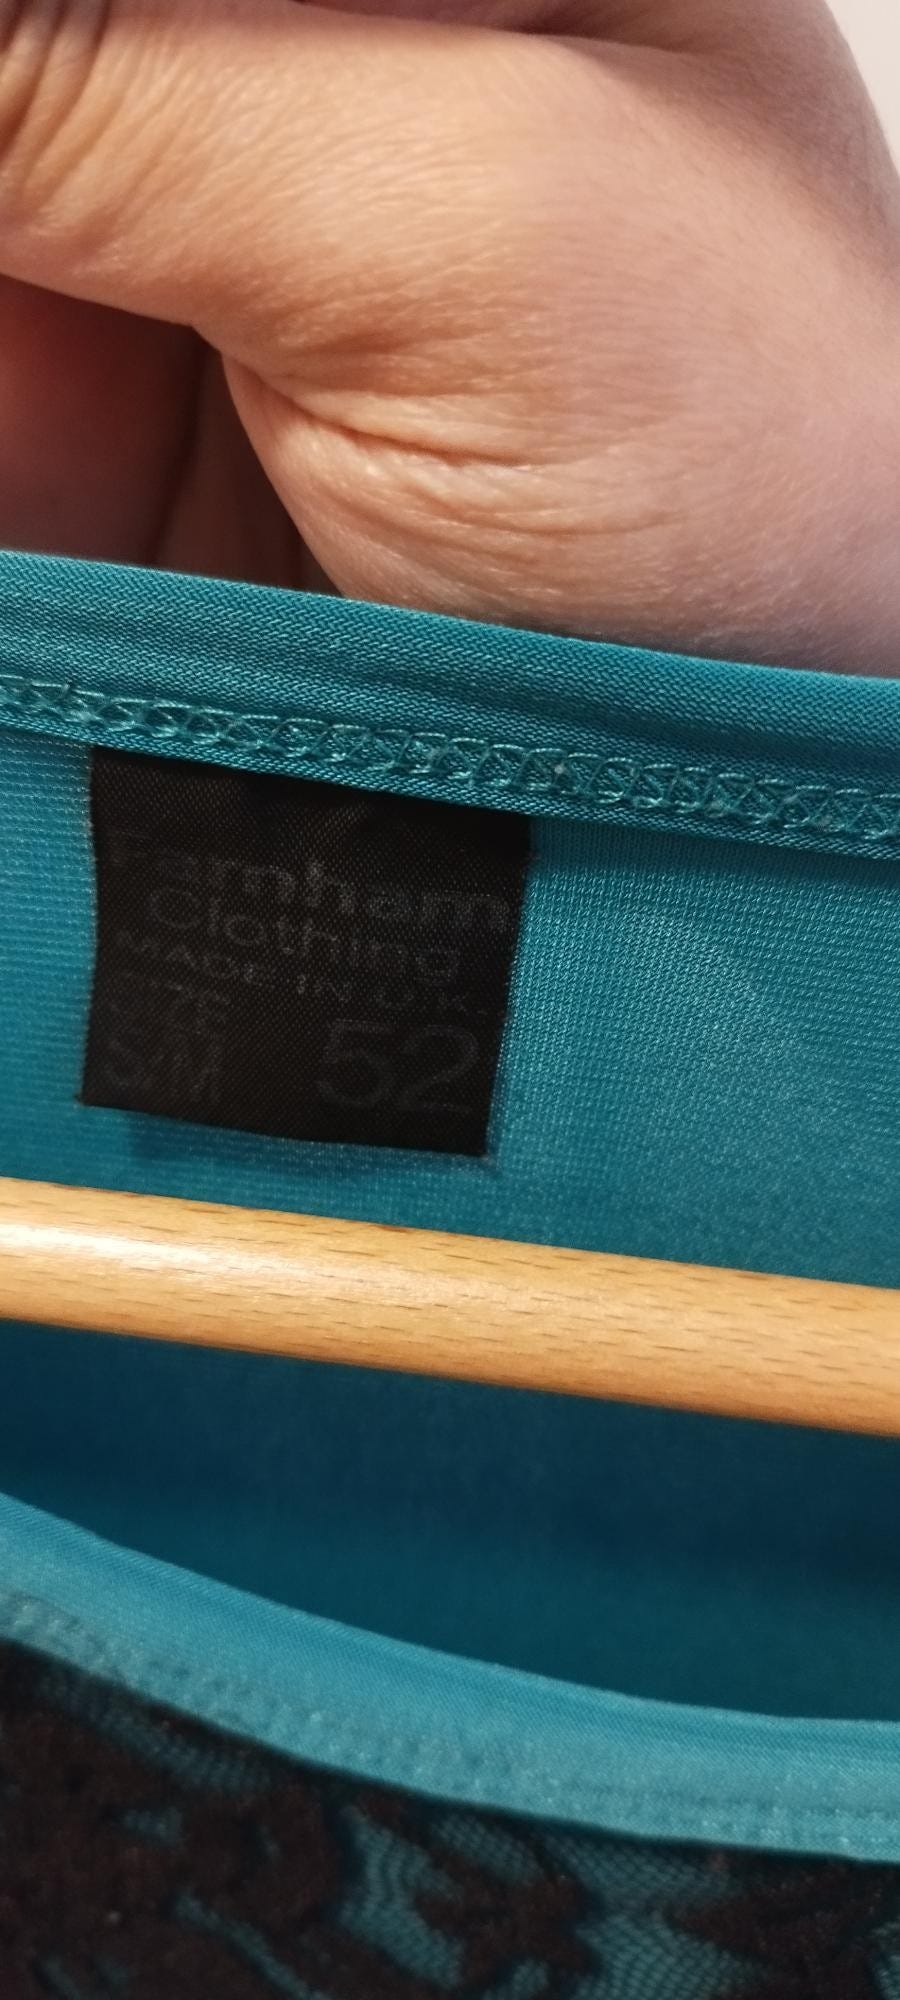 Farnham
Clothing
MADE IN U.K.
52